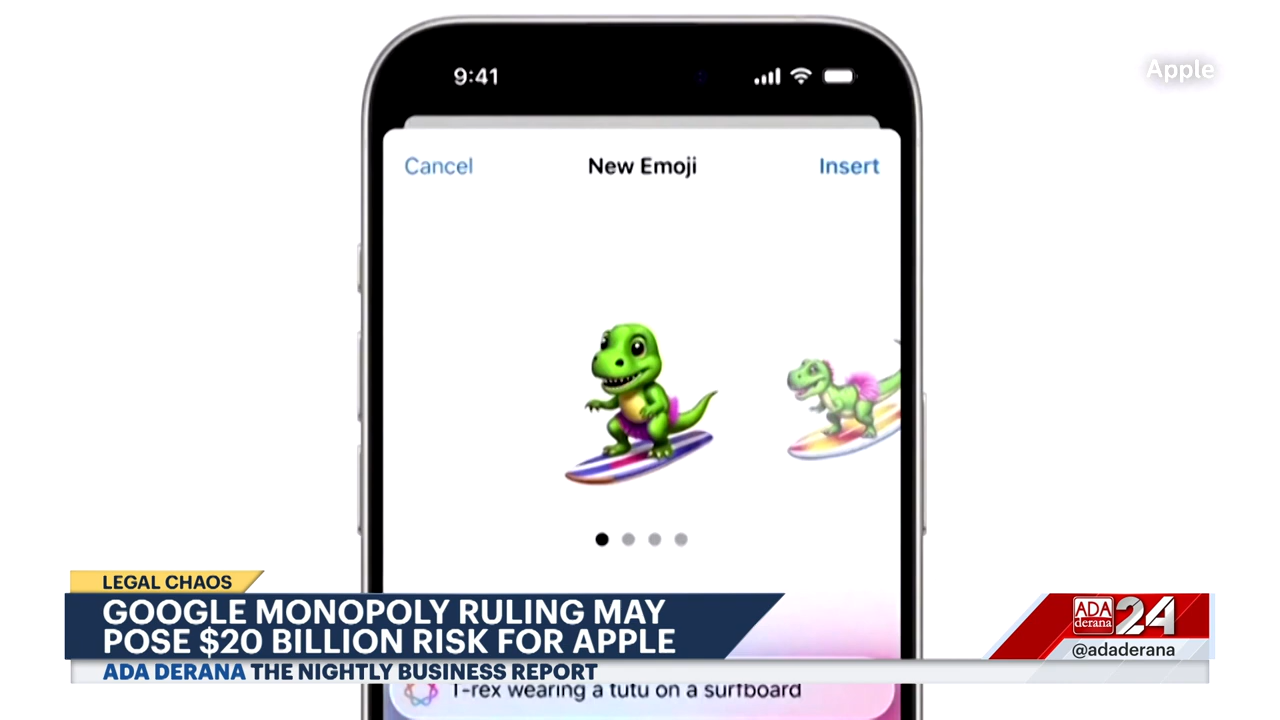 Apple
9:41
Cancel
New Emoji
Insert
LEGAL CHAOS
GOOGLE MONOPOLY RULING MAY
POSE $20 BILLION RISK FOR APPLE
ADA DERANA THE NIGHTLY BUSINESS REPORT
ADA
derana
24
@adaderana
T-rex wearing a tutu on a surfboard